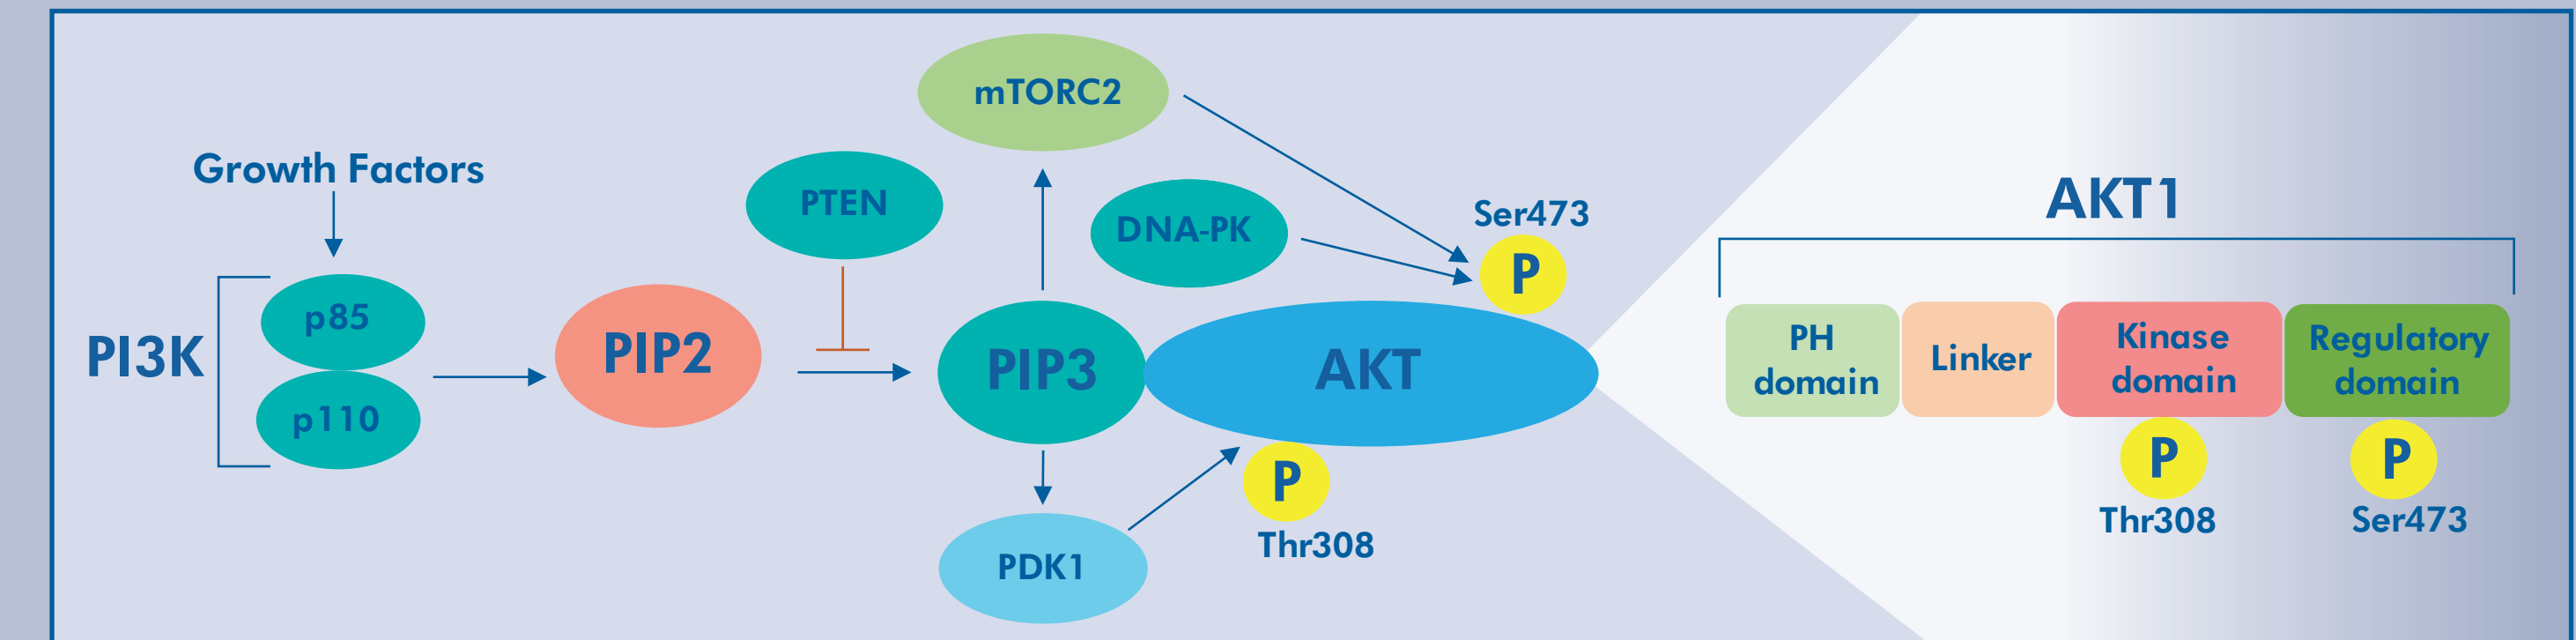 Growth Factors
PI3K
p85
p110
PIP2
PTEN
mTORC2
DNA-PK
PIP3
AKT
PDK1
Ser473
P
P
Thr308
AKT1
PH
domain
Linker
Kinase
domain
Regulatory
domain
P
Thr308
P
Ser473